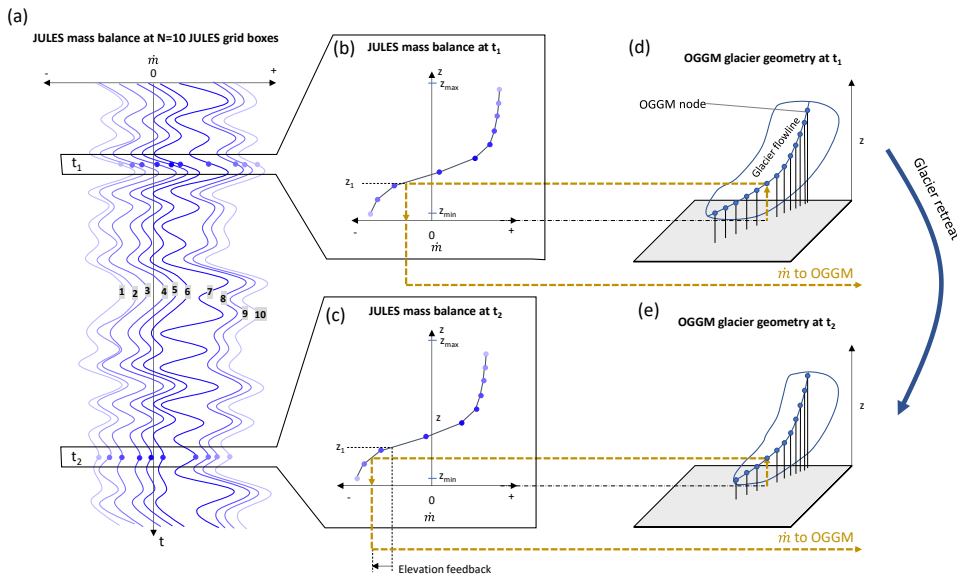 (a)
JULES mass balance at N=10 JULES grid boxes
ṁ
- 0 +
t1
1 2 3 4 5 6 7 8 9 10
t2
t
(b)
JULES mass balance at t1
z
zmax
z1
zmin
- 0 +
ṁ
(c)
JULES mass balance at t2
z
zmax
z
z1
zmin
- 0 +
ṁ
Elevation feedback
(d)
OGGM glacier geometry at t1
OGGM node
Glacier flowline
z
ṁ to OGGM
(e)
OGGM glacier geometry at t2
z
ṁ to OGGM
Glacier retreat